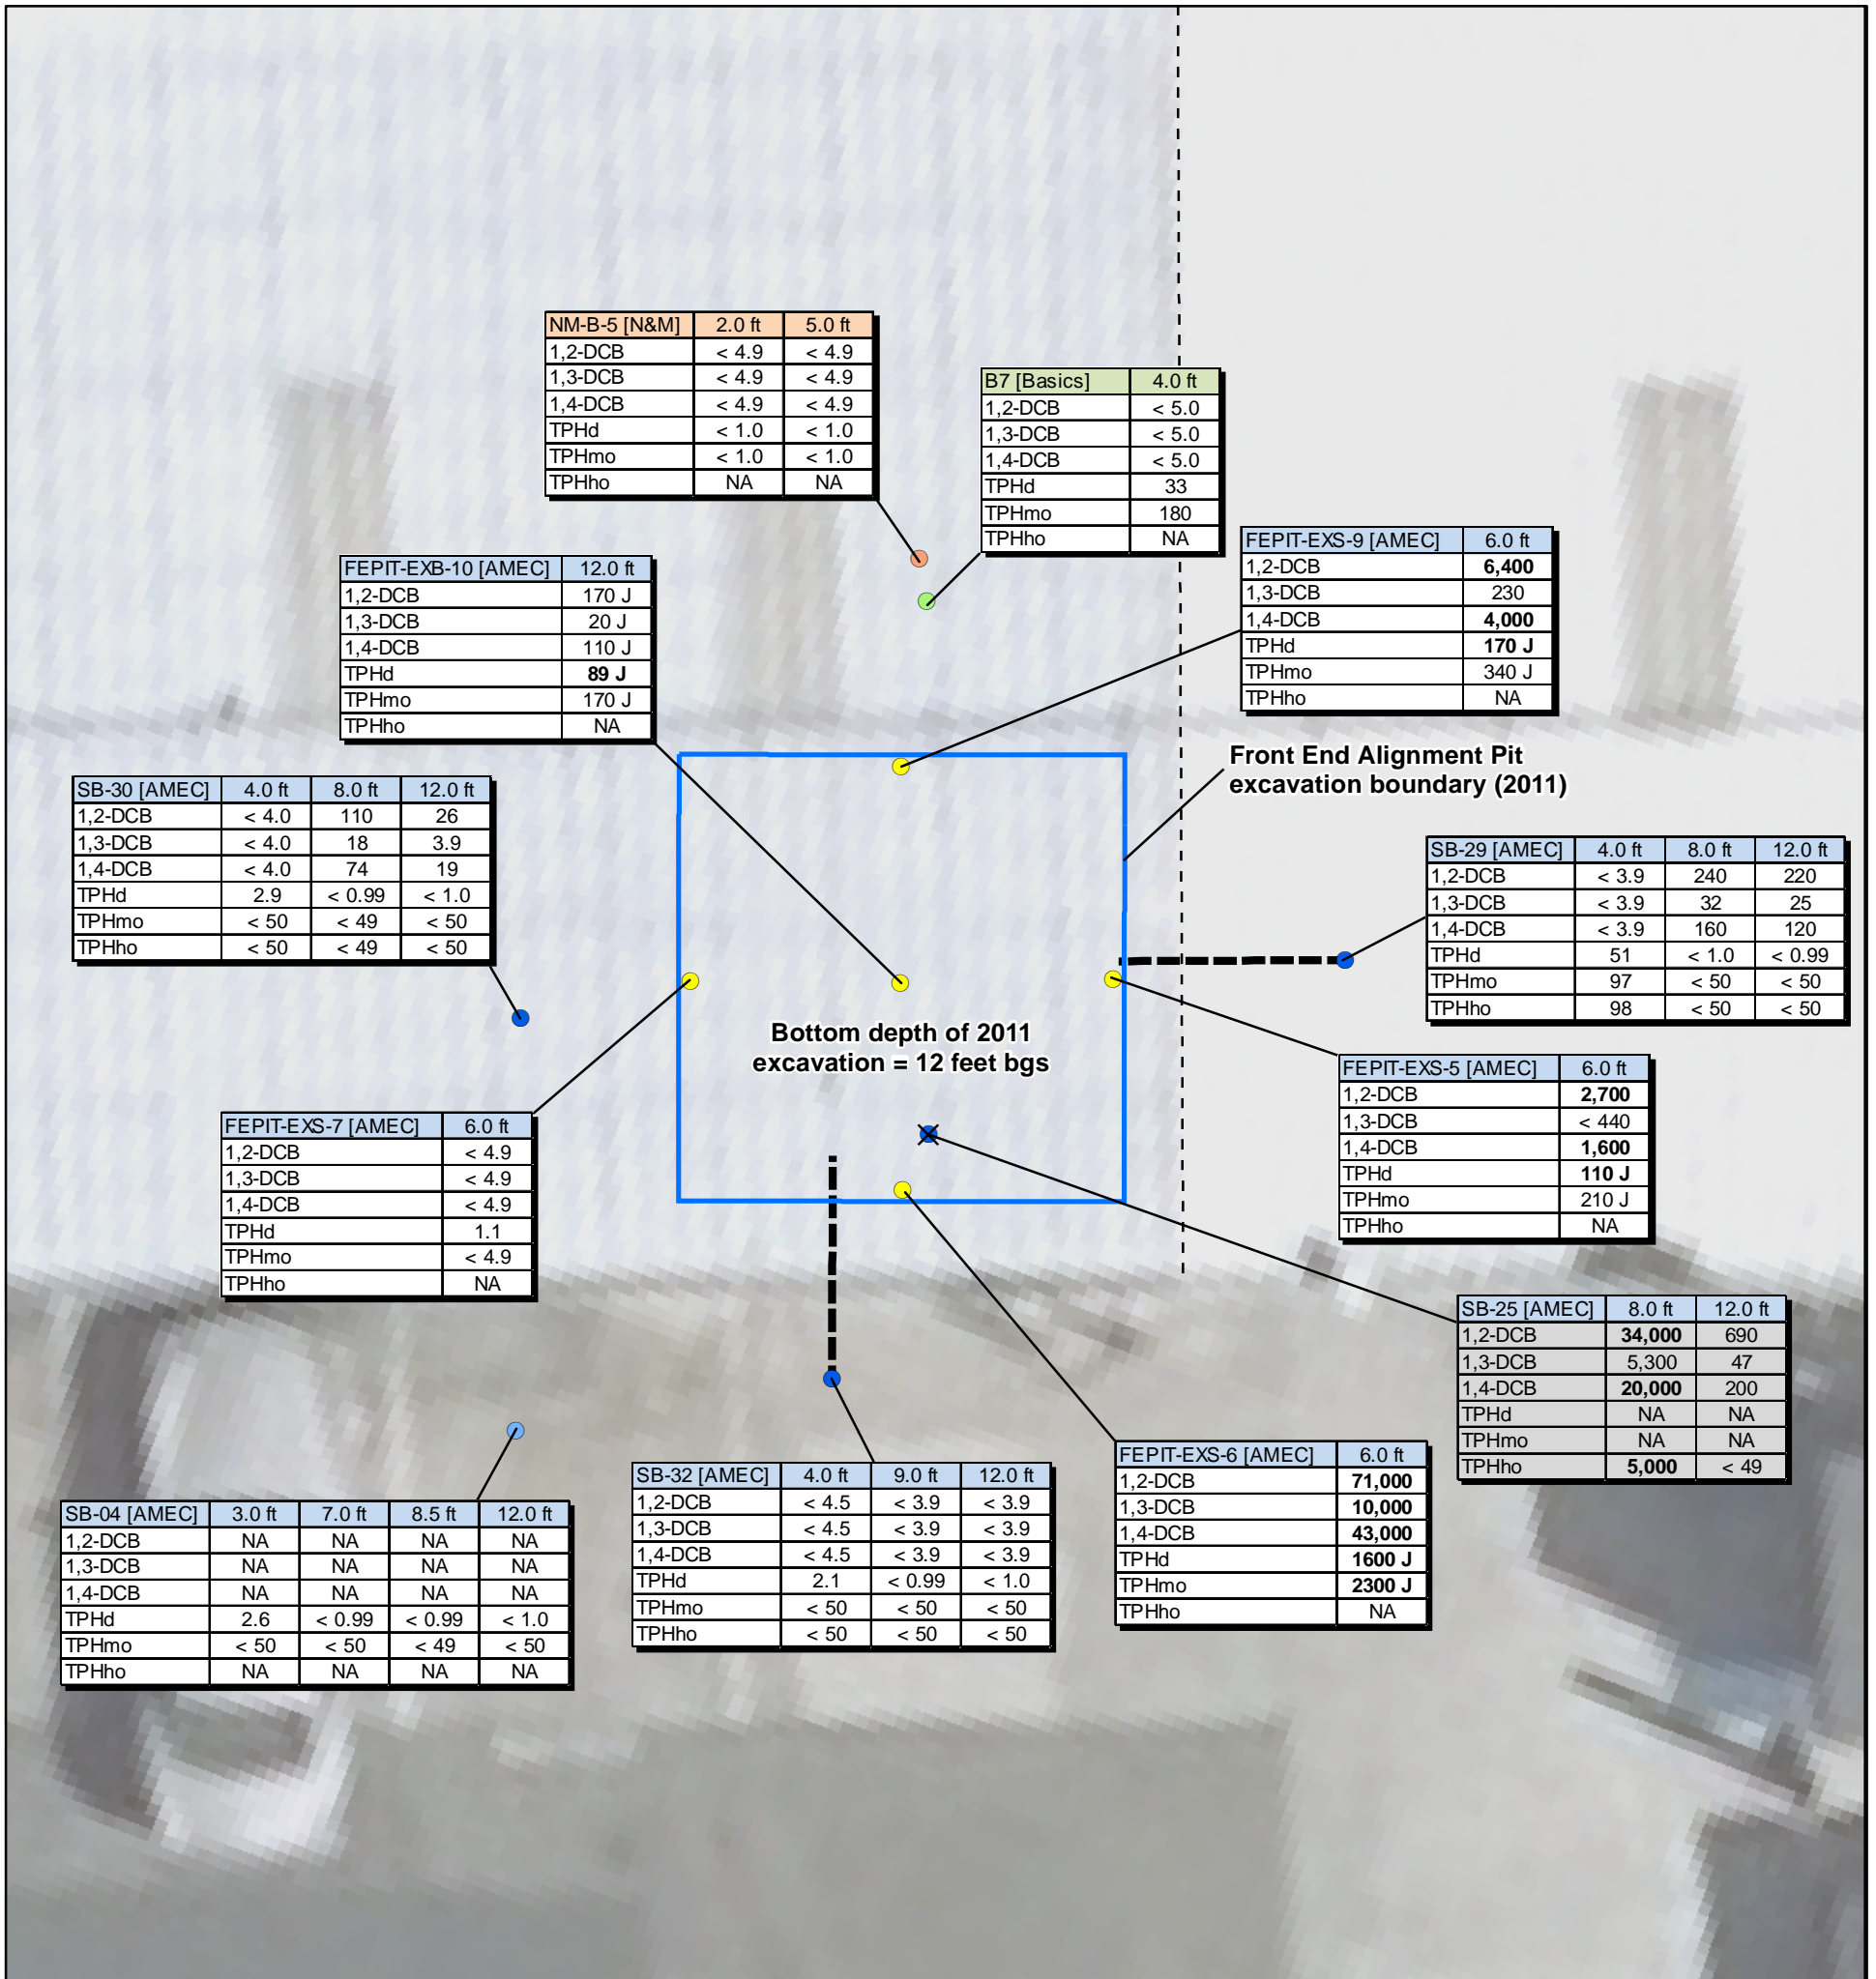 NM-B-5 [N&M] 2.0 ft 5.0 ft
1,2-DCB < 4.9 < 4.9
1,3-DCB < 4.9 < 4.9
1,4-DCB < 4.9 < 4.9
TPHd < 1.0 < 1.0
TPHmo < 1.0 < 1.0
TPHho NA NA
B7 [Basics] 4.0 ft
1,2-DCB < 5.0
1,3-DCB < 5.0
1,4-DCB < 5.0
TPHd 33
TPHmo 180
TPHho NA
FEPIT-EXS-9 [AMEC] 6.0 ft
1,2-DCB 6,400
1,3-DCB 230
1,4-DCB 4,000
TPHd 170 J
TPHmo 340 J
TPHho NA
FEPIT-EXB-10 [AMEC] 12.0 ft
1,2-DCB 170 J
1,3-DCB 20 J
1,4-DCB 110 J
TPHd 89 J
TPHmo 170 J
TPHho NA
Front End Alignment Pit
excavation boundary (2011)
SB-30 [AMEC] 4.0 ft 8.0 ft 12.0 ft
1,2-DCB < 4.0 110 26
1,3-DCB < 4.0 18 3.9
1,4-DCB < 4.0 74 19
TPHd 2.9 < 0.99 < 1.0
TPHmo < 50 < 49 < 50
TPHho < 50 < 49 < 50
SB-29 [AMEC] 4.0 ft 8.0 ft 12.0 ft
1,2-DCB < 3.9 240 220
1,3-DCB < 3.9 32 25
1,4-DCB < 3.9 160 120
TPHd 51 < 1.0 < 0.99
TPHmo 97 < 50 < 50
TPHho 98 < 50 < 50
Bottom depth of 2011
excavation = 12 feet bgs
FEPIT-EXS-5 [AMEC] 6.0 ft
1,2-DCB 2,700
1,3-DCB < 440
1,4-DCB 1,600
TPHd 110 J
TPHmo 210 J
TPHho NA
FEPIT-EXS-7 [AMEC] 6.0 ft
1,2-DCB < 4.9
1,3-DCB < 4.9
1,4-DCB < 4.9
TPHd 1.1
TPHmo < 4.9
TPHho NA
SB-25 [AMEC] 8.0 ft 12.0 ft
1,2-DCB 34,000 690
1,3-DCB 5,300 47
1,4-DCB 20,000 200
TPHd NA NA
TPHmo NA NA
TPHho 5,000 < 49
FEPIT-EXS-6 [AMEC] 6.0 ft
1,2-DCB 71,000
1,3-DCB 10,000
1,4-DCB 43,000
TPHd 1600 J
TPHmo 2300 J
TPHho NA
SB-32 [AMEC] 4.0 ft 9.0 ft 12.0 ft
1,2-DCB < 4.5 < 3.9 < 3.9
1,3-DCB < 4.5 < 3.9 < 3.9
1,4-DCB < 4.5 < 3.9 < 3.9
TPHd 2.1 < 0.99 < 1.0
TPHmo < 50 < 50 < 50
TPHho < 50 < 50 < 50
SB-04 [AMEC] 3.0 ft 7.0 ft 8.5 ft 12.0 ft
1,2-DCB NA NA NA NA
1,3-DCB NA NA NA NA
1,4-DCB NA NA NA NA
TPHd 2.6 < 0.99 < 0.99 < 1.0
TPHmo < 50 < 50 < 49 < 50
TPHho NA NA NA NA